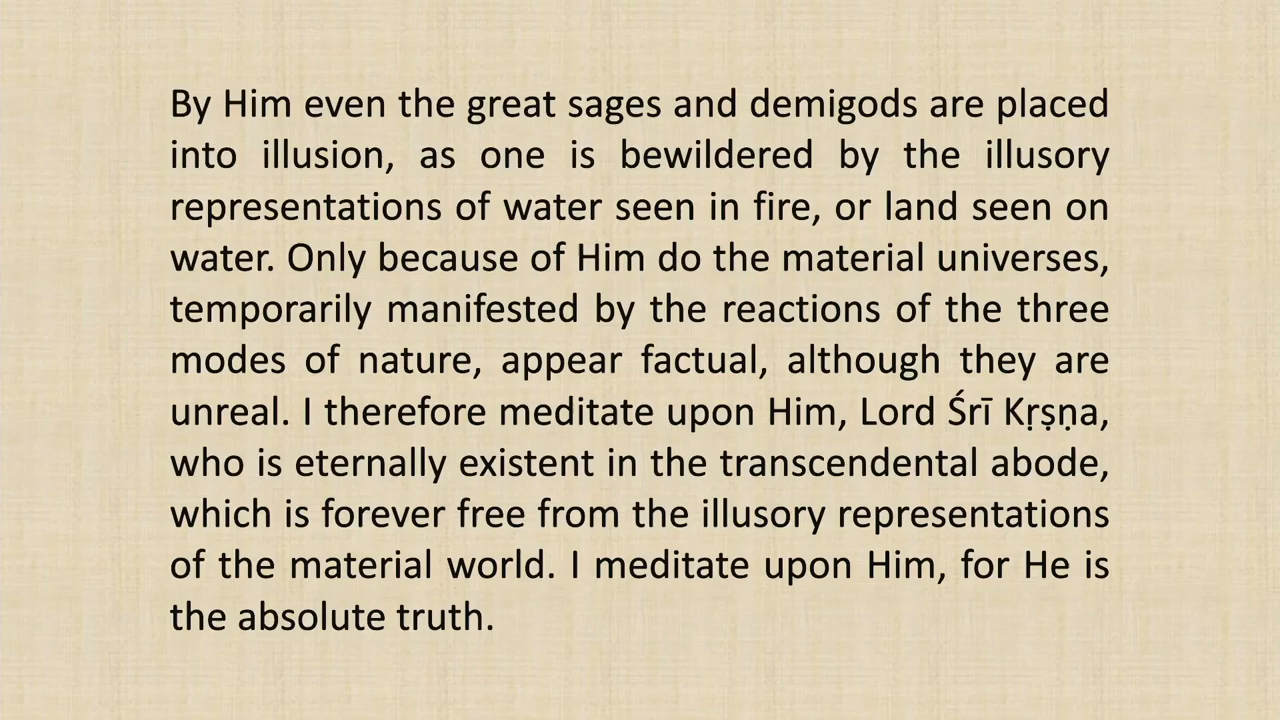 By Him even the great sages and demigods are placed
into illusion, as one is bewildered by the illusory
representations of water seen in fire, or land seen on
water. Only because of Him do the material universes,
temporarily manifested by the reactions of the three
modes of nature, appear factual, although they are
unreal. I therefore meditate upon Him, Lord Śrī Kṛṣṇa,
who is eternally existent in the transcendental abode,
which is forever free from the illusory representations
of the material world. I meditate upon Him, for He is
the absolute truth.